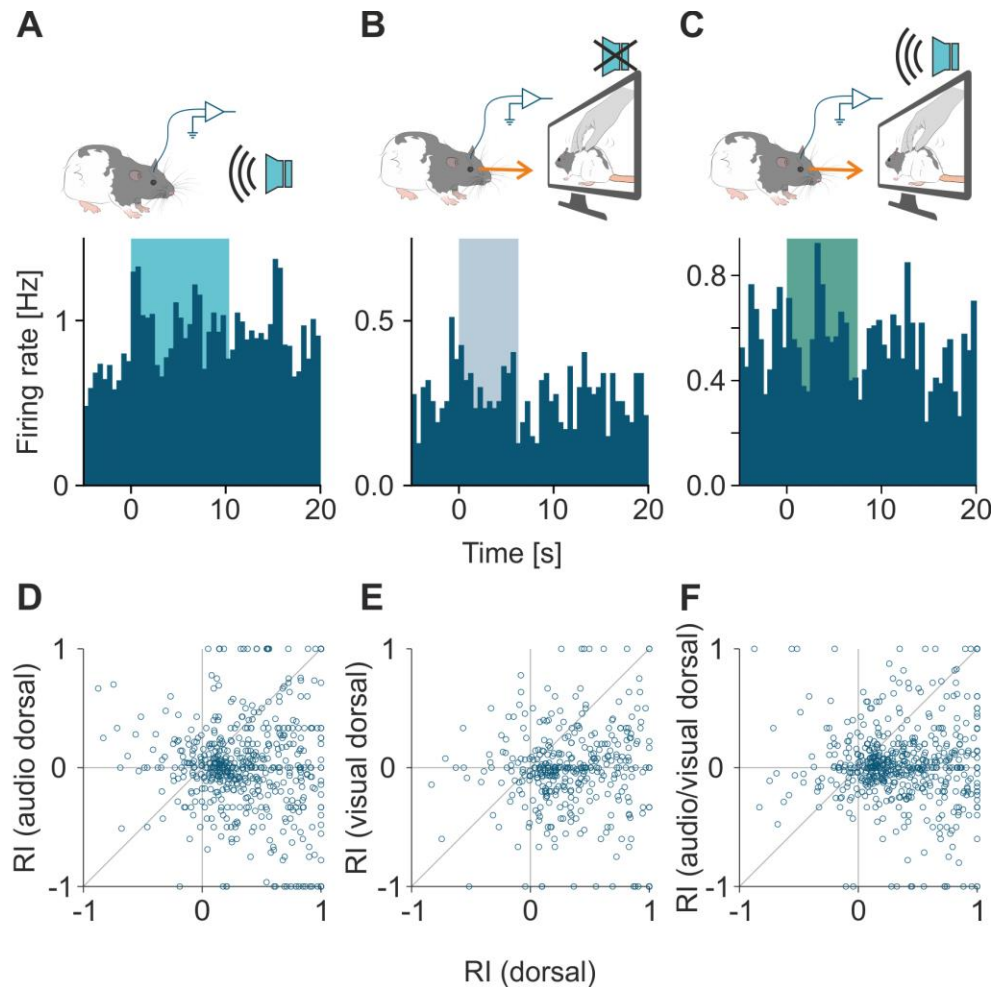 A
B
C
Firing rate [Hz]
1
0
0 10 20
0.5
0.0
0 10 20
0.8
0.4
0.0
0 10 20
Time [s]
D
E
F
RI (audio dorsal)
1
0
-1
-1 0 1
RI (visual dorsal)
1
0
-1
-1 0 1
RI (audio/visual dorsal)
1
0
-1
-1 0 1
RI (dorsal)